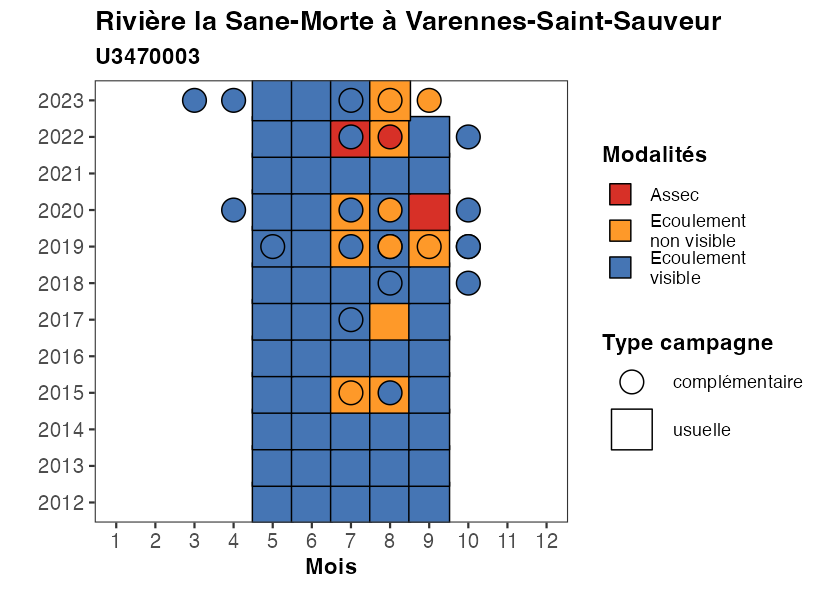 Rivière la Sane-Morte à Varennes-Saint-Sauveur
U3470003
2023
2022
2021
2020
2019
2018
2017
2016
2015
2014
2013
2012
1 2 3 4 5 6 7 8 9 10 11 12
Mois
Modalités
Assec
Ecoulement
non visible
Ecoulement
visible
Type campagne
complémentaire
usuelle